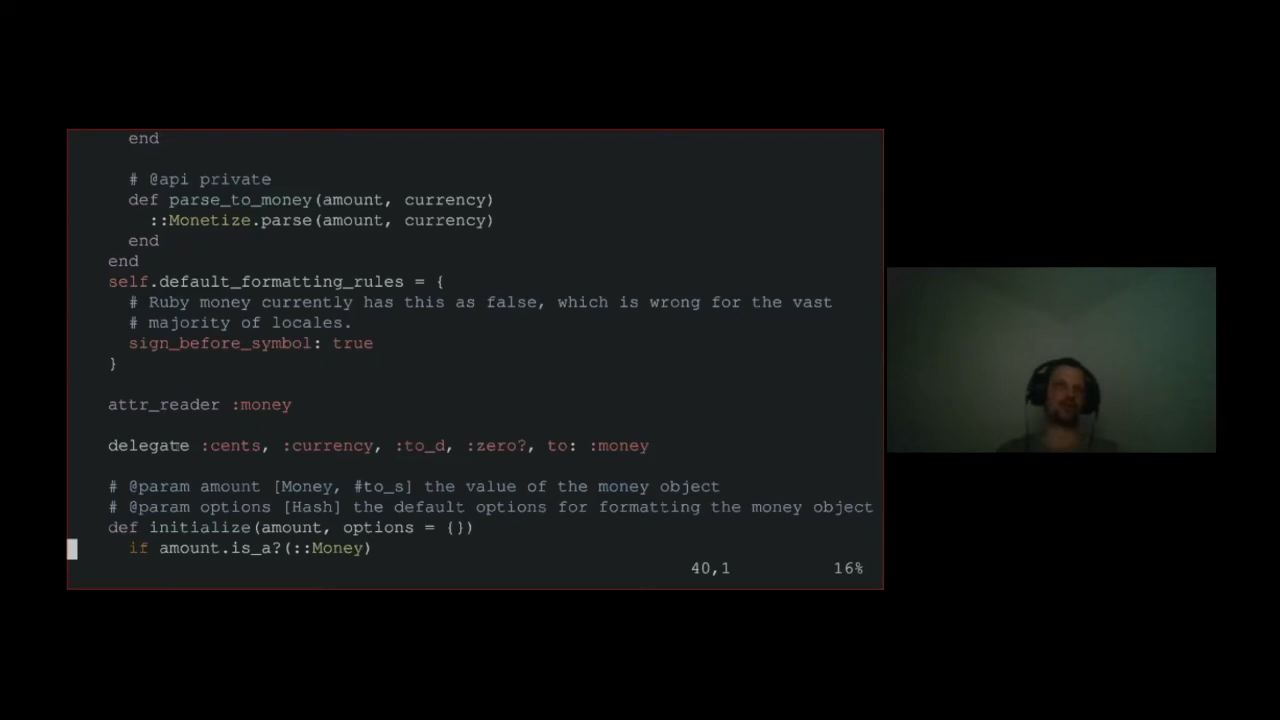 end
# @api private
def parse_to_money(amount, currency)
::Monetize.parse(amount, currency)
end
end
self.default_formatting_rules = {
# Ruby money currently has this as false, which is wrong for the vast
# majority of locales.
sign_before_symbol: true
}
attr_reader :money
delegate :cents, :currency, :to_d, :zero?, to: :money
# @param amount [Money, #to_s] the value of the money object
# @param options [Hash] the default options for formatting the money object
def initialize(amount, options = {})
if amount.is_a?(::Money)
40,1 16%